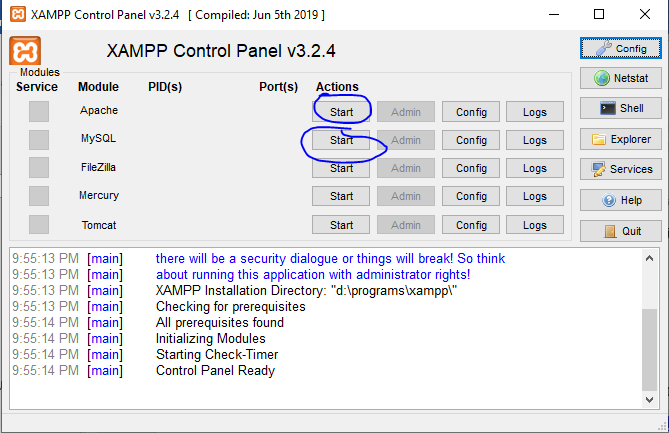 XAMPP Control Panel v3.2.4 [ Compiled: Jun 5th 2019 ]
XAMPP Control Panel v3.2.4
Config
Modules
Service Module PID(s) Port(s) Actions
Netstat
Apache Start Admin Config Logs
Shell
MySQL Start Admin Config Logs
Explorer
FileZilla Start Admin Config Logs
Services
Mercury Start Admin Config Logs
Help
Tomcat Start Admin Config Logs
Quit
9:55:13 PM [main] there will be a security dialogue or things will break! So think
9:55:13 PM [main] about running this application with administrator rights!
9:55:13 PM [main] XAMPP Installation Directory: "d:\programs\xampp\"
9:55:13 PM [main] Checking for prerequisites
9:55:14 PM [main] All prerequisites found
9:55:14 PM [main] Initializing Modules
9:55:14 PM [main] Starting Check-Timer
9:55:14 PM [main] Control Panel Ready